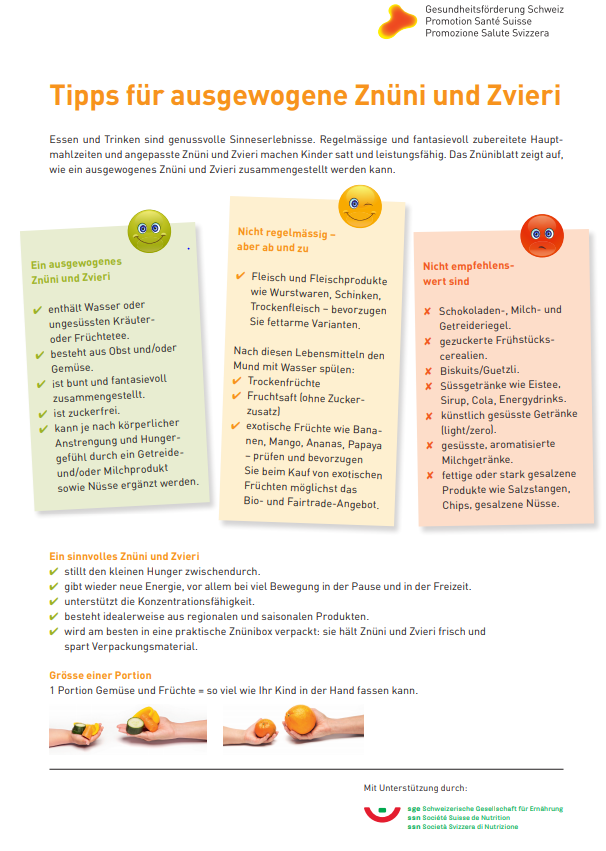 Gesundheitsförderung Schweiz
Promotion Santé Suisse
Promozione Salute Svizzera
Tipps für ausgewogene Znüni und Zvieri
Essen und Trinken sind genussvolle Sinneserlebnisse. Regelmässige und fantasievoll zubereitete Haupt-
mahlzeiten und angepasste Znüni und Zvieri machen Kinder satt und leistungsfähig. Das Znüniblatt zeigt auf,
wie ein ausgewogenes Znüni und Zvieri zusammengestellt werden kann.
Ein ausgewogenes
Znüni und Zvieri
✔ enthält Wasser oder
ungesüssten Kräuter-
oder Früchtetee.
✔ besteht aus Obst und/oder
Gemüse.
✔ ist bunt und fantasievoll
zusammengestellt.
✔ ist zuckerfrei.
✔ kann je nach körperlicher
Anstrengung und Hunger-
gefühl durch ein Getreide-
und/oder Milchprodukt
sowie Nüsse ergänzt werden.
Nicht regelmässig –
aber ab und zu
✔ Fleisch und Fleischprodukte
wie Wurstwaren, Schinken,
Trockenfleisch – bevorzugen
Sie fettarme Varianten.
Nach diesen Lebensmitteln den
Mund mit Wasser spülen:
✔ Trockenfrüchte
✔ Fruchtsaft (ohne Zucker-
zusatz)
✔ exotische Früchte wie Bana-
nen, Mango, Ananas, Papaya
– prüfen und bevorzugen
Sie beim Kauf von exotischen
Früchten möglichst das
Bio- und Fairtrade-Angebot.
Nicht empfehlens-
wert sind
✘ Schokoladen-, Milch- und
Getreideriegel.
✘ gezuckerte Frühstücks-
cerealien.
✘ Biskuits/Guetzli.
✘ Süssgetränke wie Eistee,
Sirup, Cola, Energydrinks.
✘ künstlich gesüsste Getränke
(light/zero).
✘ gesüsste, aromatisierte
Milchgetränke.
✘ fettige oder stark gesalzene
Produkte wie Salzstangen,
Chips, gesalzene Nüsse.
Ein sinnvolles Znüni und Zvieri
✔ stillt den kleinen Hunger zwischendurch.
✔ gibt wieder neue Energie, vor allem bei viel Bewegung in der Pause und in der Freizeit.
✔ unterstützt die Konzentrationsfähigkeit.
✔ besteht idealerweise aus regionalen und saisonalen Produkten.
✔ wird am besten in eine praktische Znünibox verpackt: sie hält Znüni und Zvieri frisch und
spart Verpackungsmaterial.
Grösse einer Portion
1 Portion Gemüse und Früchte = so viel wie Ihr Kind in der Hand fassen kann.
Mit Unterstützung durch:
sge Schweizerische Gesellschaft für Ernährung
ssn Société Suisse de Nutrition
ssn Società Svizzera di Nutrizione